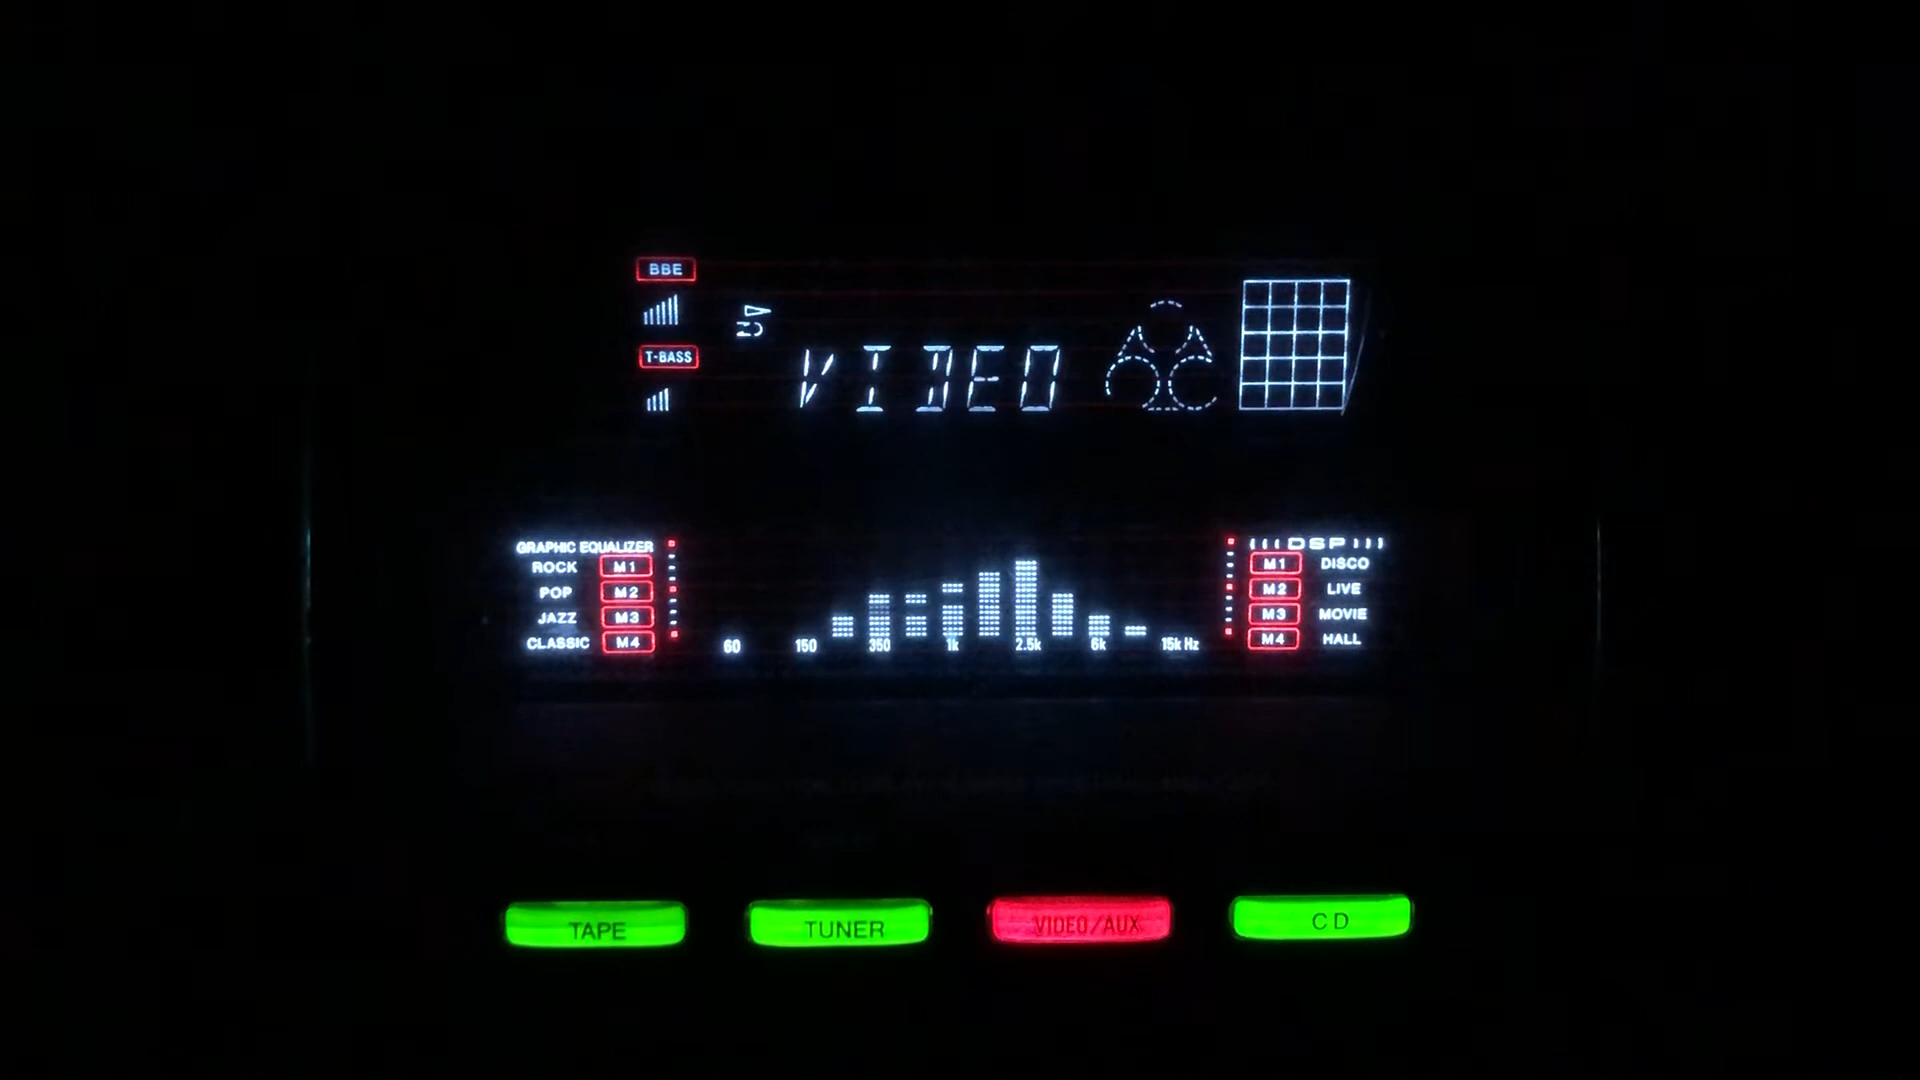 BBE
T-BASS
VIDEO
GRAPHIC EQUALIZER
ROCK M1
POP M2
JAZZ M3
CLASSIC M4
60 150 350 1k 2.5k 6k 15k Hz
DSP
M1 DISCO
M2 LIVE
M3 MOVIE
M4 HALL
TAPE TUNER VIDEO/AUX CD